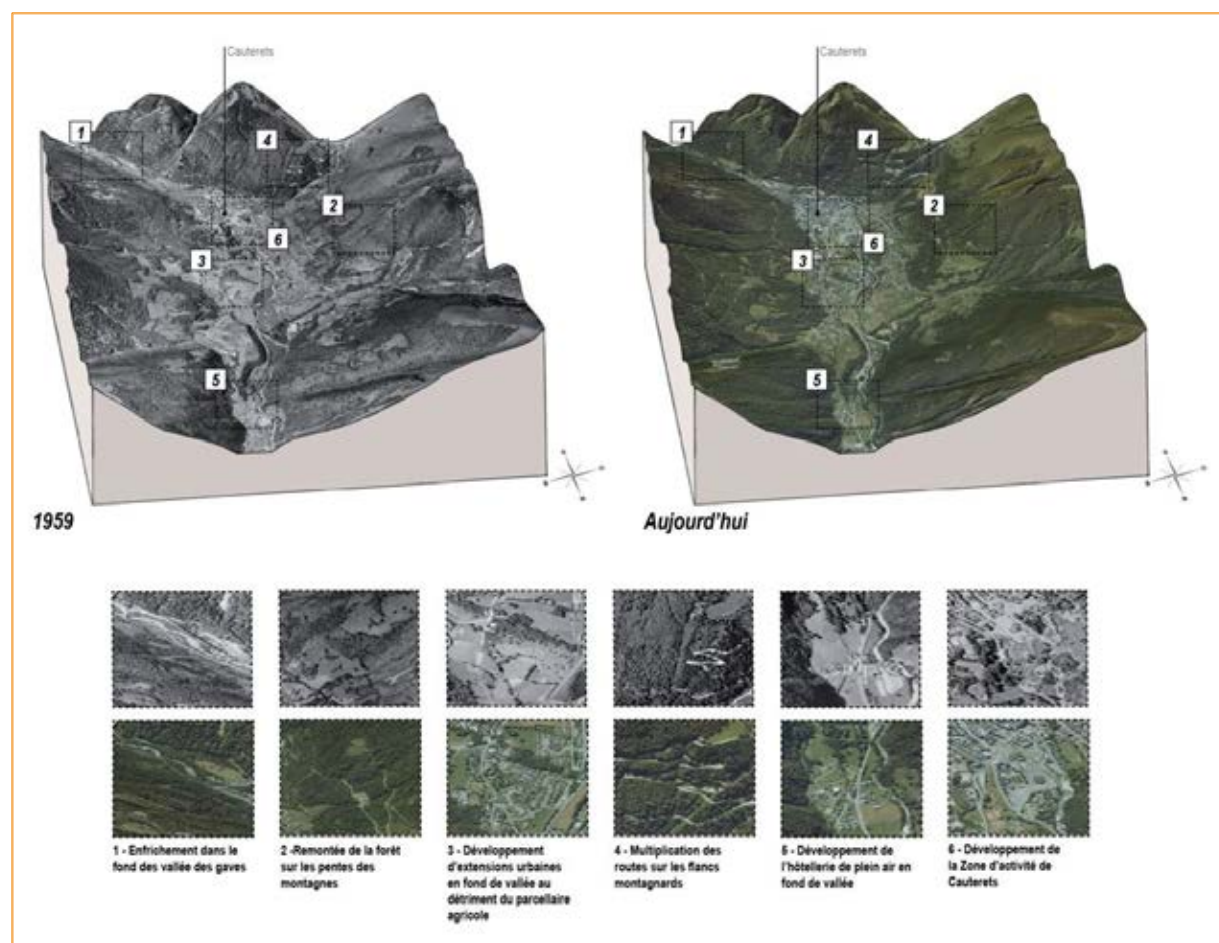 Cauterets
1
4
2
3
6
5
1959
Cauterets
1
4
2
3
6
5
Aujourd'hui
1 - Enfrichement dans le
fond des vallée des gaves
2 -Remontée de la forêt
sur les pentes des
montagnes
3 - Développement
d'extensions urbaines
en fond de vallée au
détriment du parcellaire
agricole
4 - Multiplication des
routes sur les flancs
montagnards
5 - Développement de
l'hôtellerie de plein air en
fond de vallée
6 - Développement de
la Zone d'activité de
Cauterets